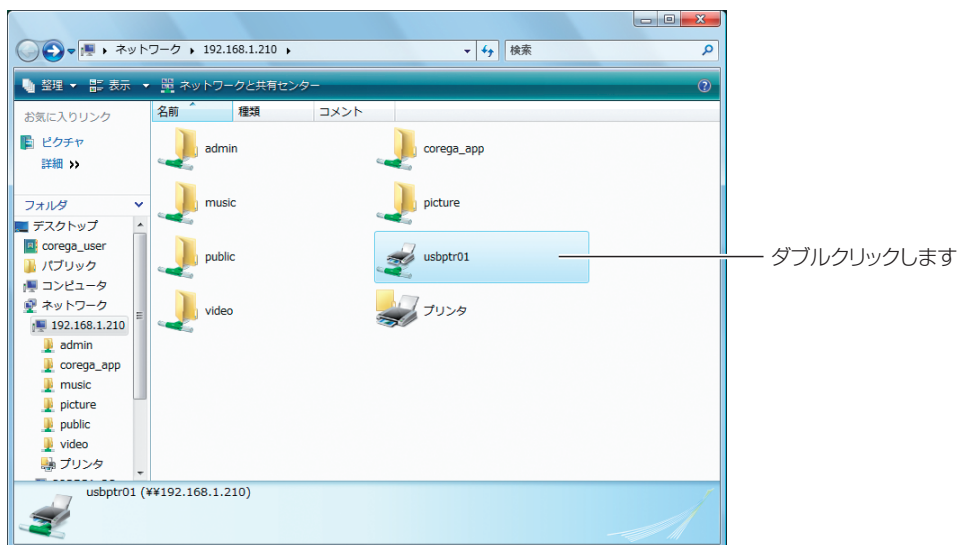 ネットワーク 192.168.1.210
検索
整理 表示 ネットワークと共有センター
お気に入りリンク
ピクチャ
詳細 >>
フォルダ
デスクトップ
corega_user
パブリック
コンピュータ
ネットワーク
192.168.1.210
admin
corega_app
music
picture
public
video
プリンタ
名前 種類 コメント
admin
corega_app
music
picture
public
usbptr01
video
プリンタ
ダブルクリックします
usbptr01 (¥¥192.168.1.210)